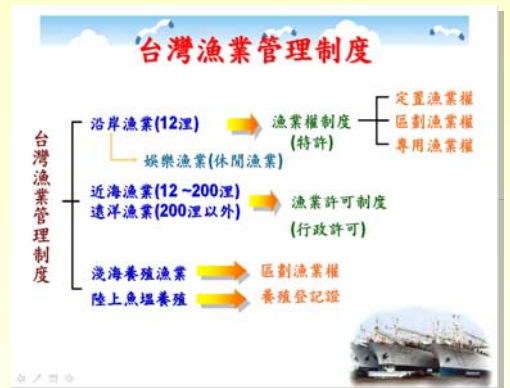 台灣漁業管理制度
台灣漁業管理制度
沿岸漁業(12浬)
漁業權制度
(特許)
定置漁業權
區劃漁業權
專用漁業權
娛樂漁業(休閒漁業)
近海漁業(12 ~200浬)
遠洋漁業(200浬以外)
漁業許可制度
(行政許可)
淺海養殖漁業
區劃漁業權
陸上魚塭養殖
養殖登記證